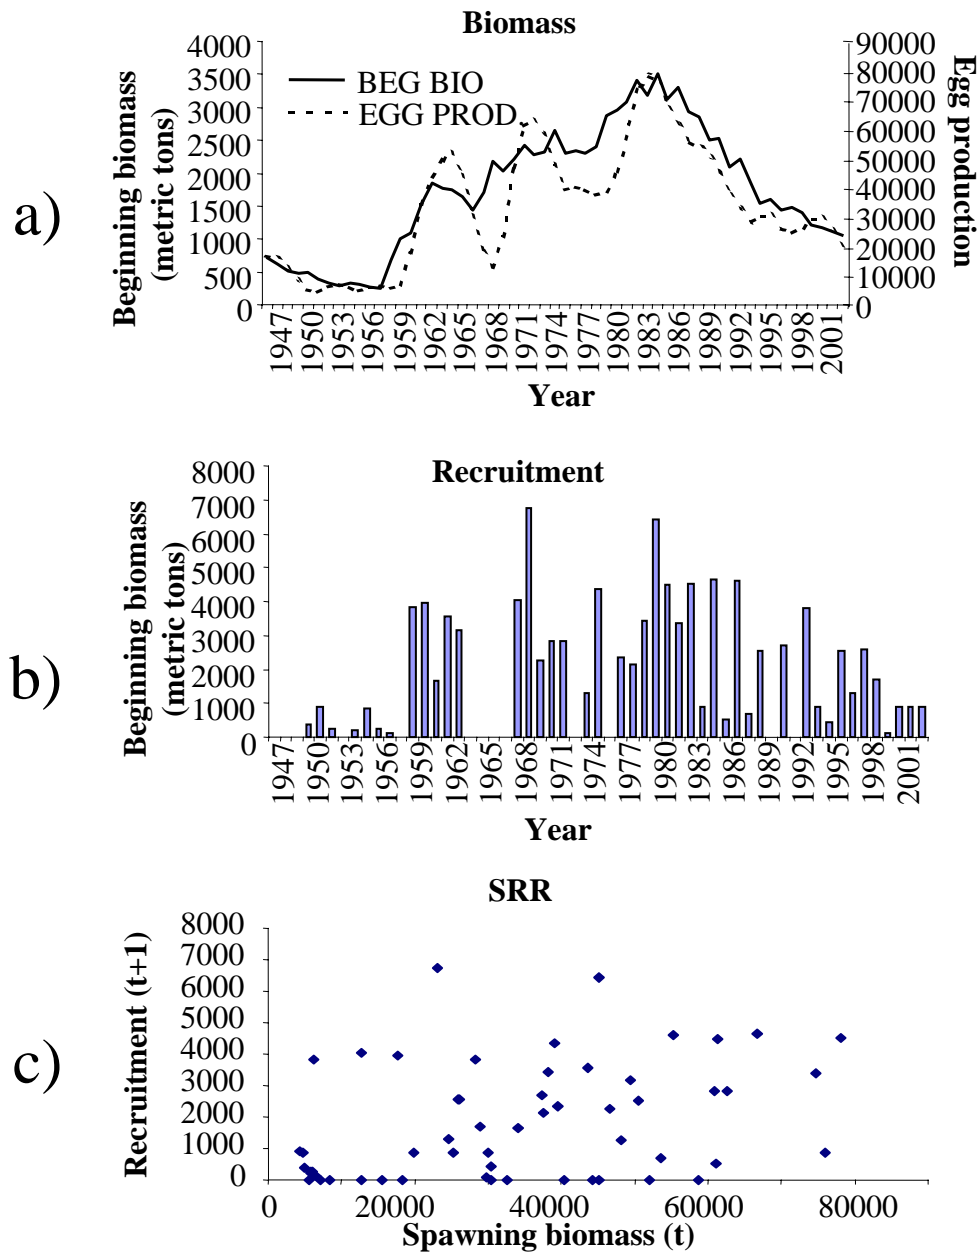 a)
Biomass
Beginning biomass
(metric tons)
4000
3500
3000
2500
2000
1500
1000
500
0
BEG BIO
EGG PROD
90000
80000
70000
60000
50000
40000
30000
20000
10000
0
Egg production
1947 1950 1953 1956 1959 1962 1965 1968 1971 1974 1977 1980 1983 1986 1989 1992 1995 1998 2001
Year
b)
Recruitment
Beginning biomass
(metric tons)
8000
7000
6000
5000
4000
3000
2000
1000
0
1947 1950 1953 1956 1959 1962 1965 1968 1971 1974 1977 1980 1983 1986 1989 1992 1995 1998 2001
Year
c)
SRR
Recruitment (t+1)
8000
7000
6000
5000
4000
3000
2000
1000
0
0 20000 40000 60000 80000
Spawning biomass (t)